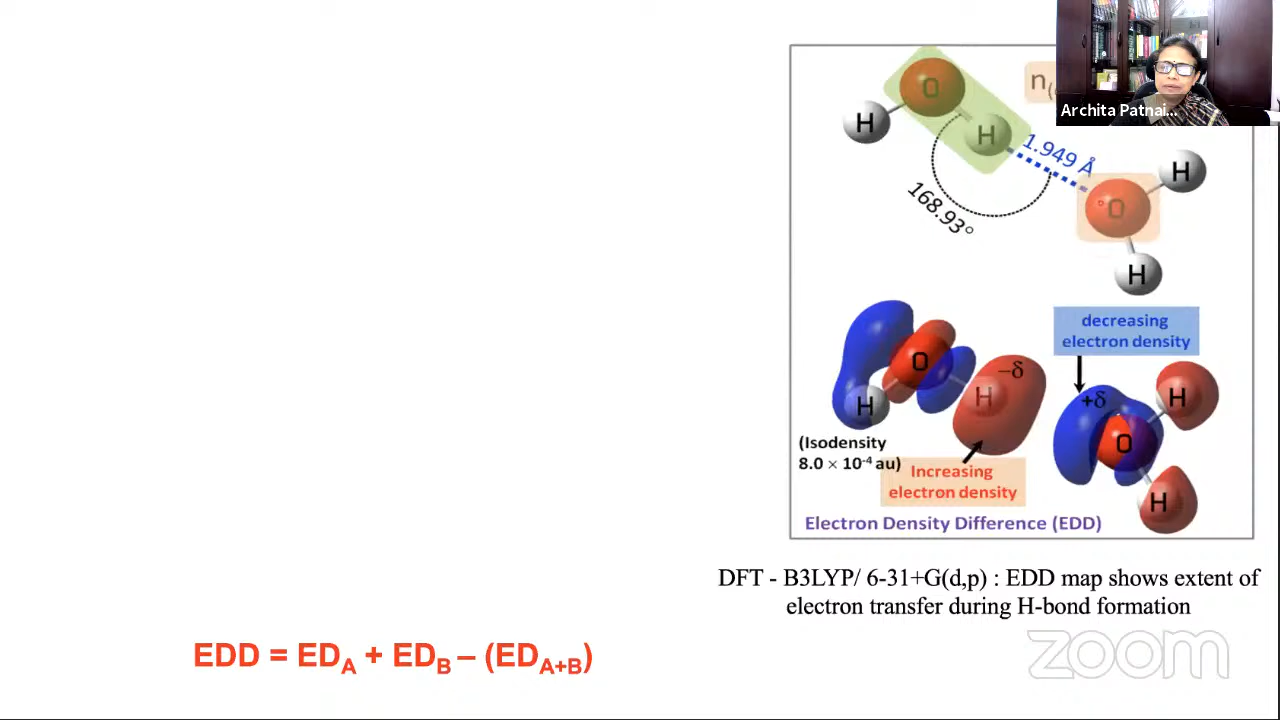 Archita Patnai...
O
H
H
1.949 Å
O
H
H
168.93°
decreasing
electron density
O
H
H
−δ
+δ
O
H
H
(Isodensity
8.0 × 10⁻⁴ au)
Increasing
electron density
Electron Density Difference (EDD)
DFT - B3LYP/ 6-31+G(d,p) : EDD map shows extent of
electron transfer during H-bond formation
EDD = ED_A + ED_B – (ED_A+B)
zoom